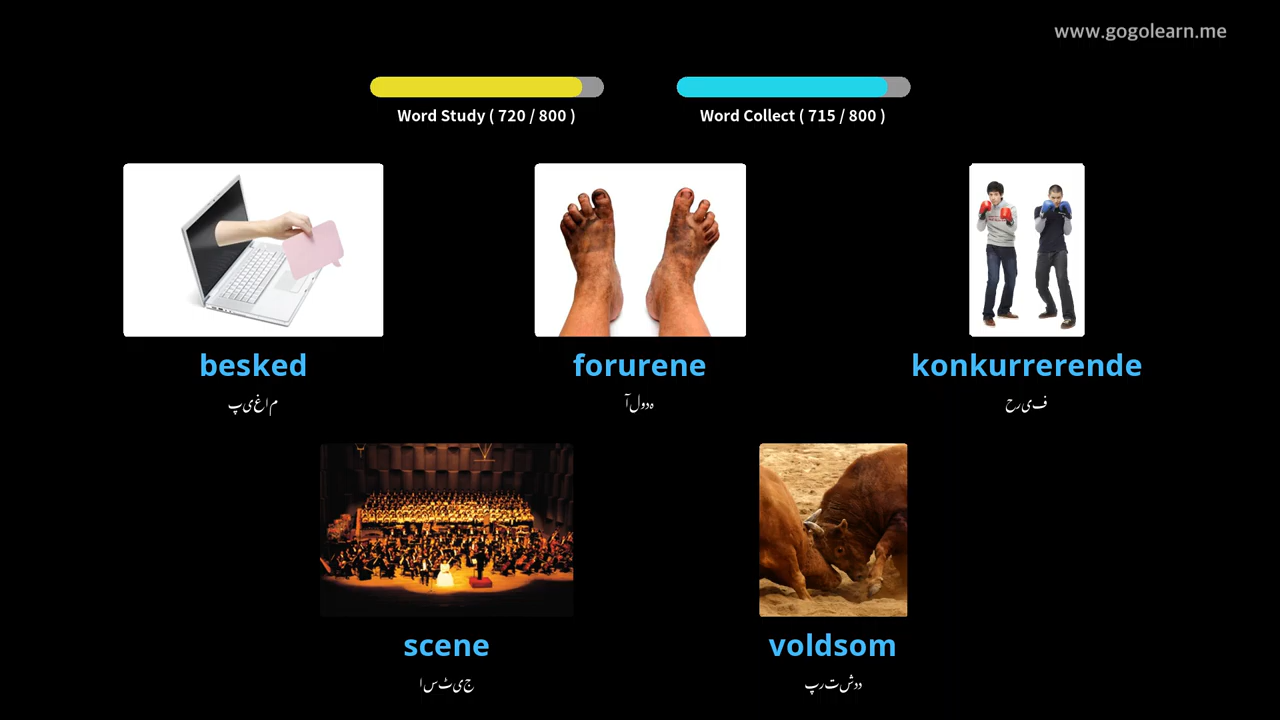 www.gogolearn.me
Word Study ( 720 / 800 )
Word Collect ( 715 / 800 )
besked
پیغام
forurene
آلودہ
konkurrerende
حریف
scene
اسٹیج
voldsom
پرتشدد